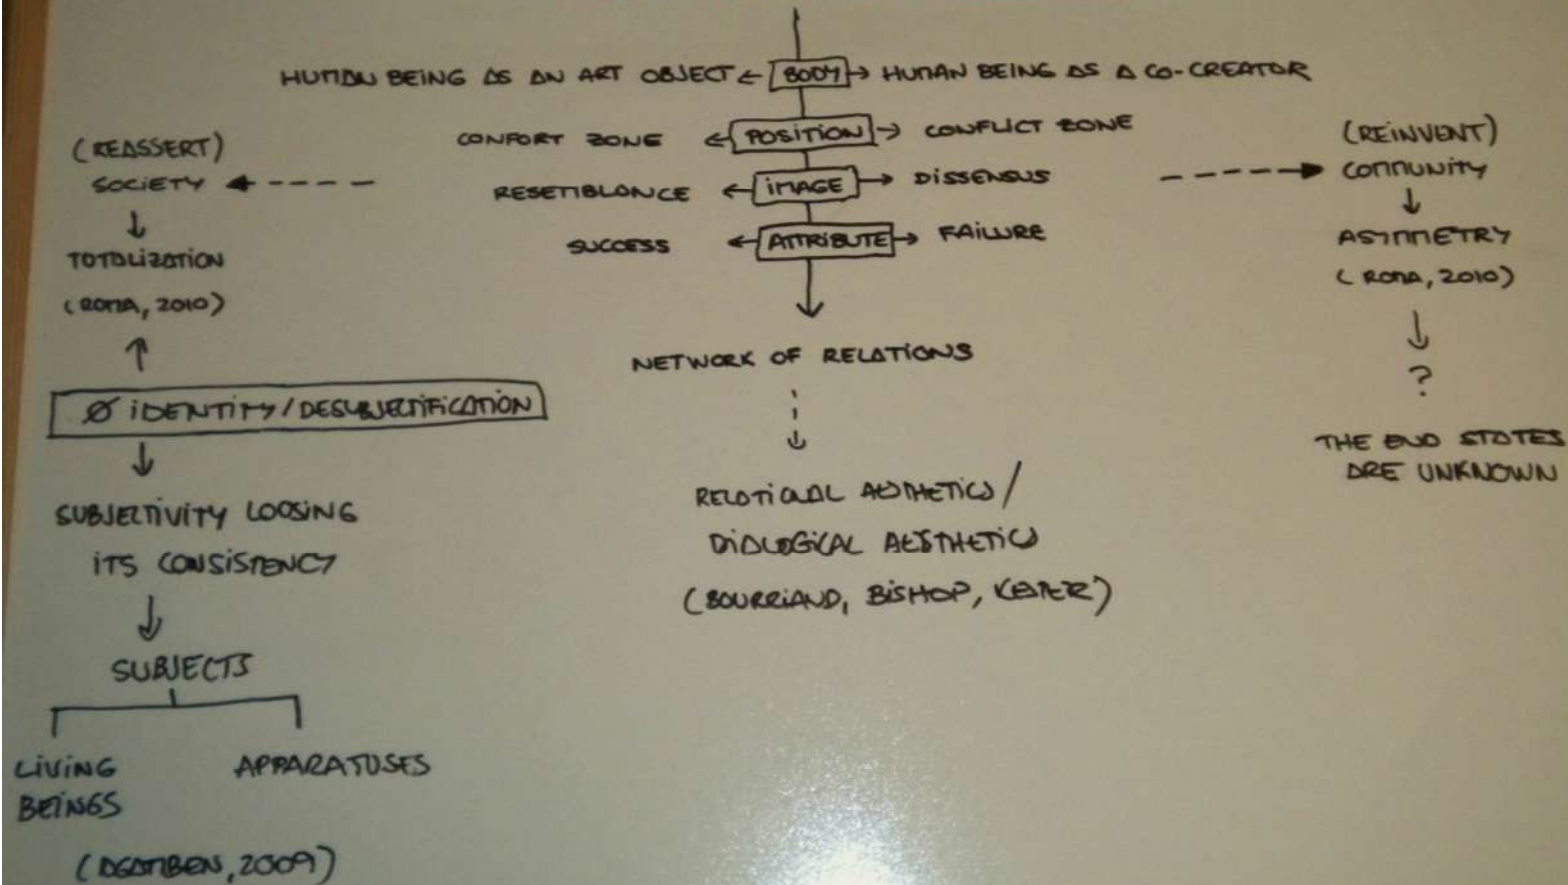 HUMAN BEING AS AN ART OBJECT ← BODY → HUMAN BEING AS A CO-CREATOR
CONFORT ZONE ← POSITION → CONFLICT ZONE
RESEMBLANCE ← IMAGE → DISSENSUS
SUCCESS ← ATTRIBUTE → FAILURE
NETWORK OF RELATIONS
RELATIONAL AESTHETICS /
DIALOGICAL AESTHETICS
(BOURRIAUD, BISHOP, KESTER)
(REASSERT)
SOCIETY
TOTALIZATION
(ROMA, 2010)
Ø IDENTITY/DESUBJECTIFICATION
SUBJECTIVITY LOOSING
ITS CONSISTENCY
SUBJECTS
LIVING
BEINGS
APPARATUSES
(AGAMBEN, 2009)
(REINVENT)
COMMUNITY
ASYMMETRY
(ROMA, 2010)
?
THE END STATES
ARE UNKNOWN